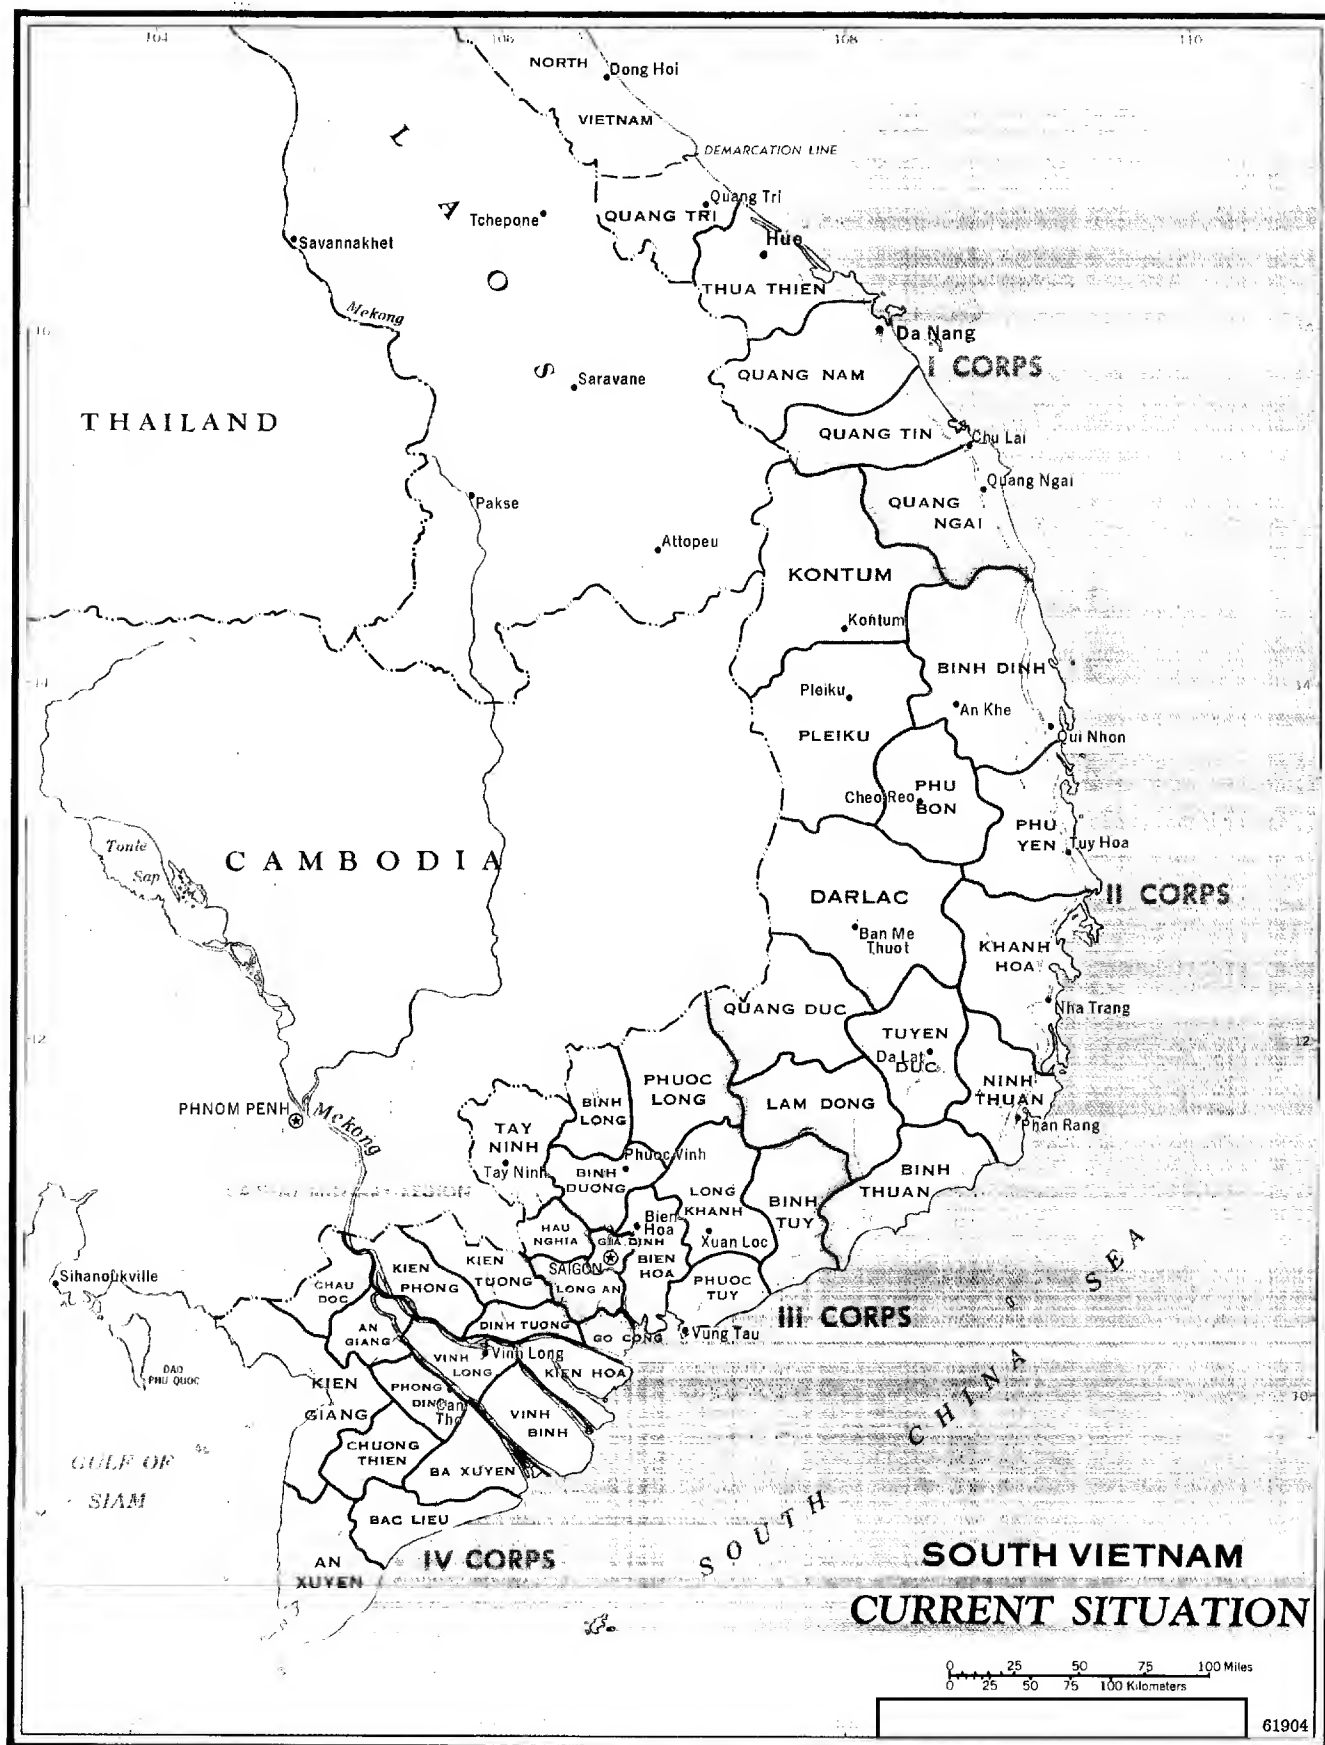 104
106
108
110
NORTH
Dong Hoi
VIETNAM
DEMARCATION LINE
L
A
O
S
Tchepone
Quang Tri
QUANG TRI
Savannakhet
Hue
THUA THIEN
Mekong
16
Da Nang
I CORPS
QUANG NAM
Saravane
THAILAND
QUANG TIN
Chu Lai
Pakse
Quang Ngai
QUANG
NGAI
Attopeu
KONTUM
Kontum
BINH DINH
14
14
Pleiku
An Khe
PLEIKU
Qui Nhon
Cheo Reo
PHU
BON
PHU
YEN
Tuy Hoa
Tonle
Sap
CAMBODIA
DARLAC
II CORPS
Ban Me
Thuot
KHANH
HOA
QUANG DUC
Nha Trang
12
12
TUYEN
DUC
Da Lat
PHUOC
LONG
BINH
LONG
LAM DONG
NINH
THUAN
Phan Rang
PHNOM PENH
Mekong
TAY
NINH
Tay Ninh
Phuoc Vinh
BINH
DUONG
LONG
KHANH
BINH
TUY
BINH
THUAN
HAU
NGHIA
Bien
Hoa
GIA DINH
BIEN
HOA
Xuan Loc
SAIGON
LONG AN
PHUOC
TUY
KIEN
PHONG
KIEN
TUONG
CHAU
DOC
Sihanoukville
DINH TUONG
GO CONG
Vung Tau
III CORPS
AN
GIANG
VINH
LONG
Vinh Long
KIEN HOA
DAO
PHU QUOC
KIEN
GIANG
PHONG
DINH
Can
Tho
VINH
BINH
10
CHUONG
THIEN
BA XUYEN
GULF OF
SIAM
BAC LIEU
IV CORPS
AN
XUYEN
SOUTH CHINA SEA
SOUTH VIETNAM
CURRENT SITUATION
0 25 50 75 100 Miles
0 25 50 75 100 Kilometers
61904